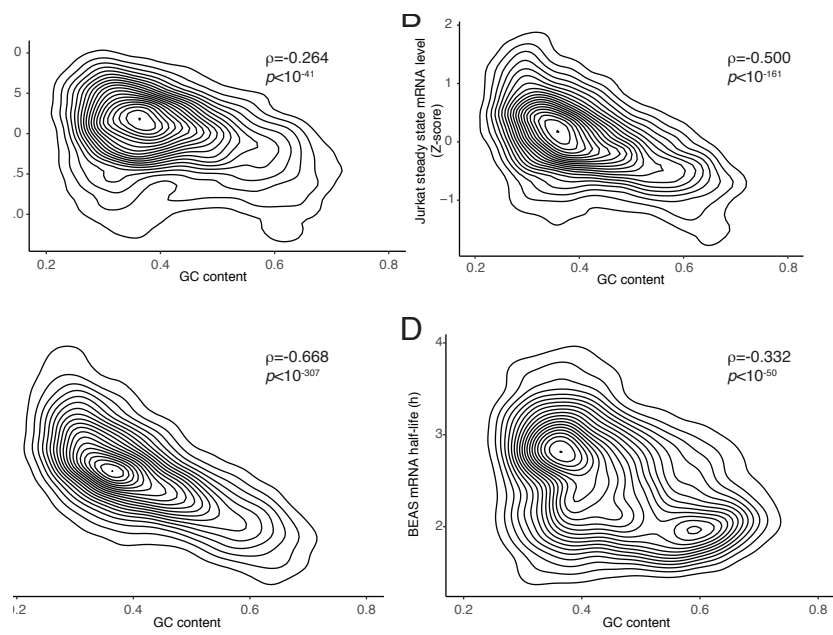 B
ρ=-0.264
p<10-41
0
5
0
.5
.0
0.2 0.4 0.6 0.8
GC content
Jurkat steady state mRNA level
(Z-score)
ρ=-0.500
p<10-161
2
1
0
−1
0.2 0.4 0.6 0.8
GC content
ρ=-0.668
p<10-307
0.2 0.4 0.6 0.8
GC content
D
BEAS mRNA half-life (h)
ρ=-0.332
p<10-50
4
3
2
0.2 0.4 0.6 0.8
GC content